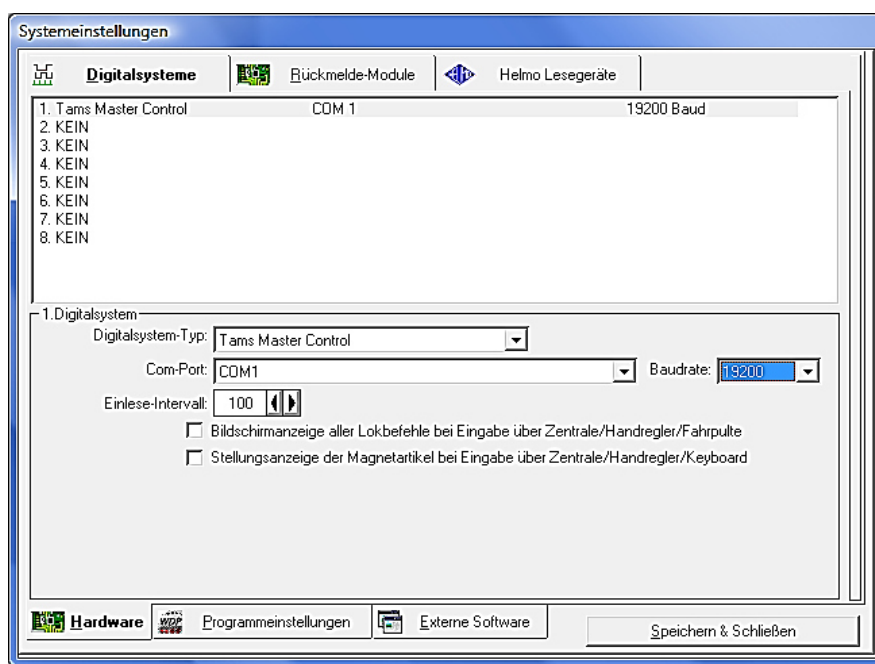 Systemeinstellungen
Digitalsysteme Rückmelde-Module Helmo Lesegeräte
1. Tams Master Control COM 1 19200 Baud
2. KEIN
3. KEIN
4. KEIN
5. KEIN
6. KEIN
7. KEIN
8. KEIN
1.Digitalsystem
Digitalsystem-Typ: Tams Master Control
Com-Port: COM1 Baudrate: 19200
Einlese-Intervall: 100
Bildschirmanzeige aller Lokbefehle bei Eingabe über Zentrale/Handregler/Fahrpulte
Stellungsanzeige der Magnetartikel bei Eingabe über Zentrale/Handregler/Keyboard
Hardware WDP Programmeinstellungen Externe Software Speichern & Schließen